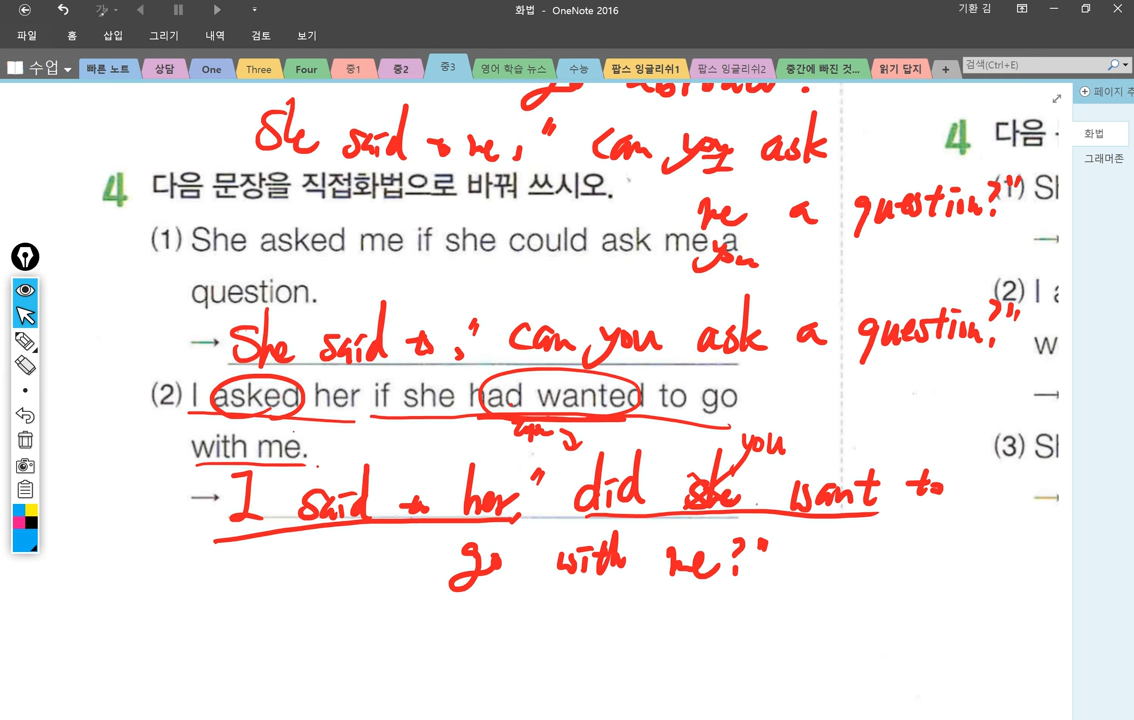 화법 - OneNote 2016
기환 김
파일 홈 삽입 그리기 내역 검토 보기
수업 빠른 노트 상담 One Three Four 중1 중2 중3 영어 학습 뉴스 수능 팝스 잉글리쉬1 팝스 잉글리쉬2 중간에 빠진 것... 읽기 답지 + 검색(Ctrl+E)
페이지 추
화법
그래머존
She said to me, "can you ask
me a question?"
you
4 다음 문장을 직접화법으로 바꿔 쓰시오.
(1) She asked me if she could ask me a
question.
→ She said to, "can you ask a question?"
(2) I asked her if she had wanted to go
with me.
you
→ I said to her, "did she want to
go with me?"
4 다음
(1) Sh
→
(2) I a
w
→
(3) Sh
→